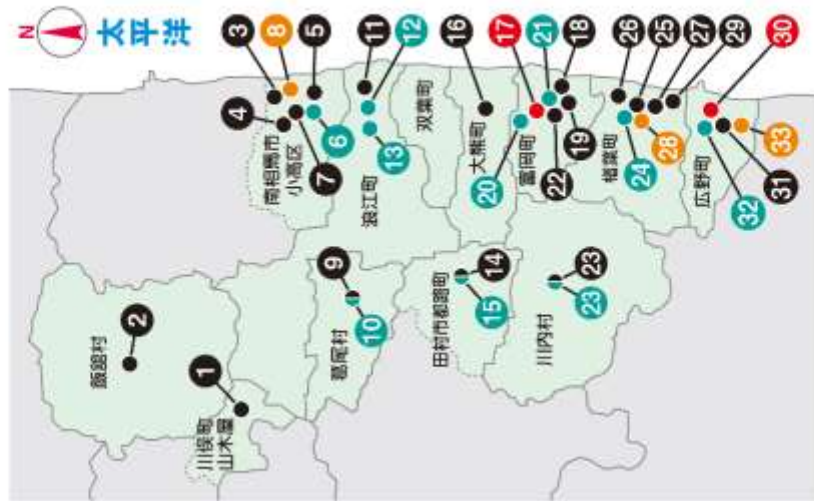 N
太平洋
3
8
5
11
12
16
17
21
18
26
25
27
29
30
4
南相馬市
小高区
7
6
13
浪江町
双葉町
大熊町
20
富岡町
22
19
楢葉町
24
28
広野町
32
31
33
飯舘村
2
1
川俣町
山木屋
9
10
葛尾村
14
15
田村市都路町
23
23
川内村